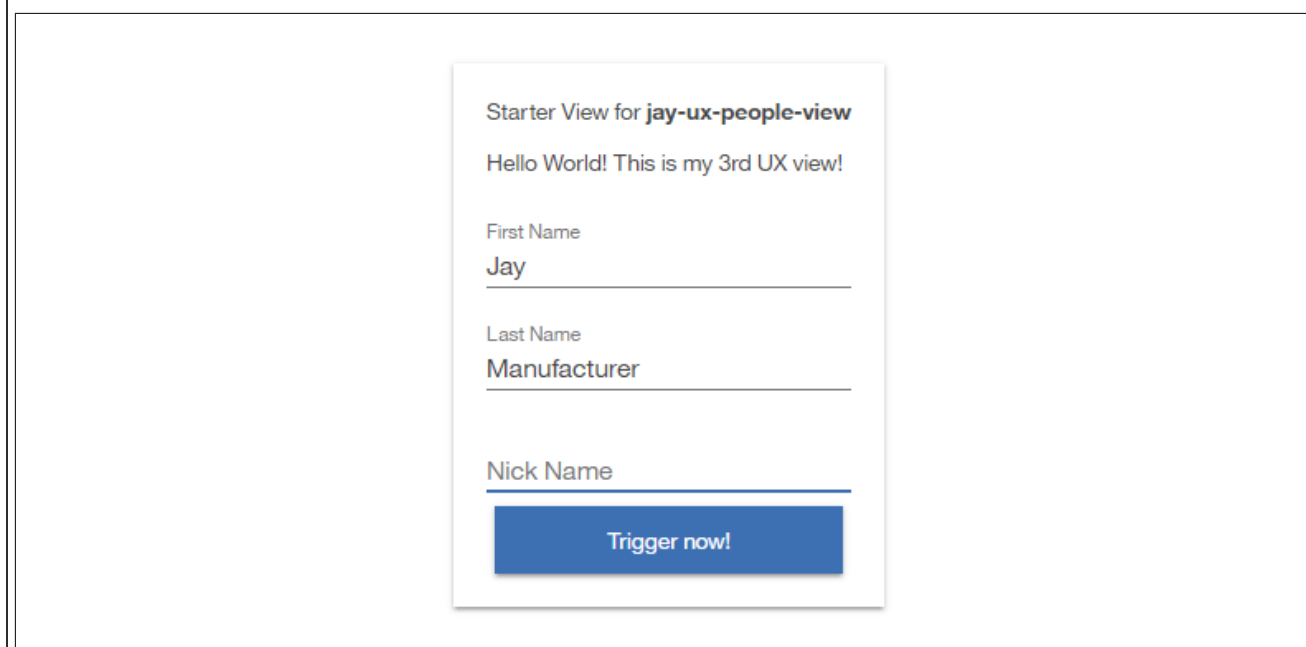 Starter View for jay-ux-people-view
Hello World! This is my 3rd UX view!
First Name
Jay
Last Name
Manufacturer
Nick Name
Trigger now!